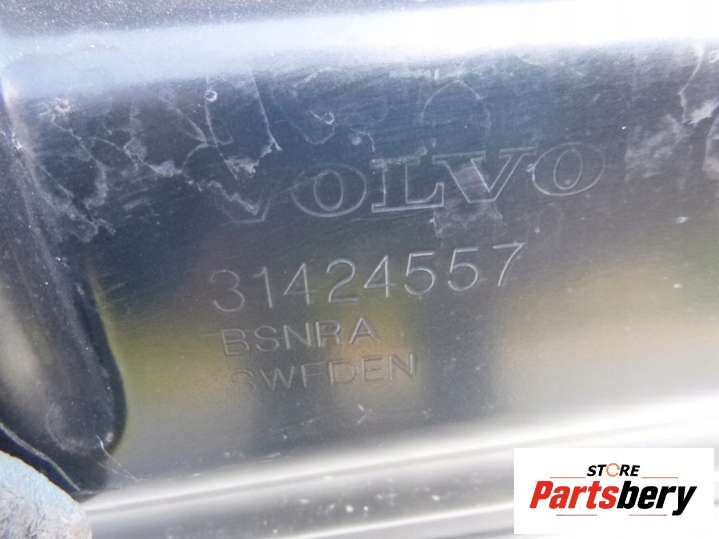 VOLVO
31424557
BSNRA
SWEDEN
STORE
Partsbery